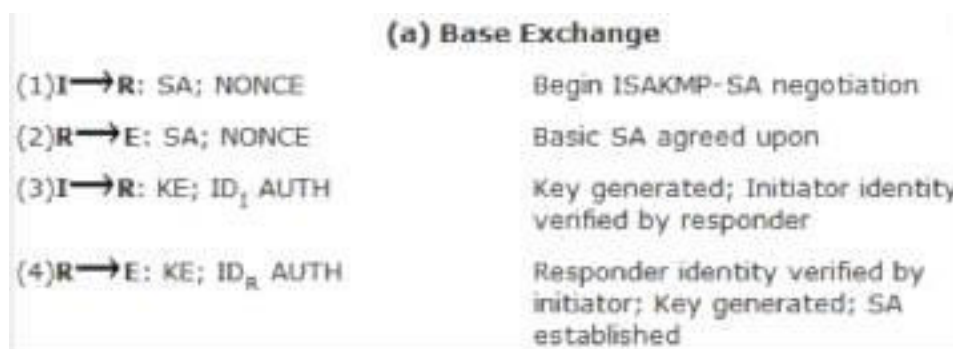 (a) Base Exchange
(1)I→R: SA; NONCE Begin ISAKMP-SA negotiation
(2)R→E: SA; NONCE Basic SA agreed upon
(3)I→R: KE; ID_I AUTH Key generated; Initiator identity
verified by responder
(4)R→E: KE; ID_R AUTH Responder identity verified by
initiator; Key generated; SA
established